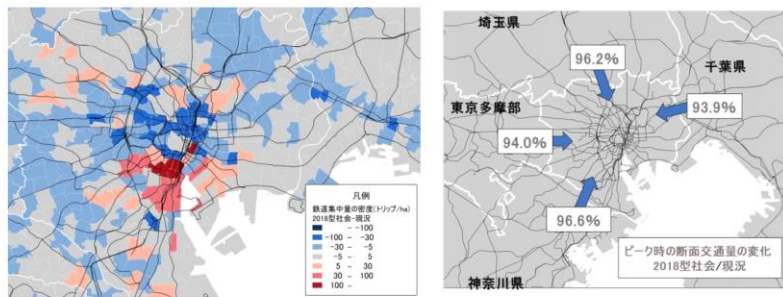 凡例
鉄道集中量の密度(トリップ/ha)
2018型社会-現況
- -100
-100 - -30
-30 - -5
-5 - 5
5 - 30
30 - 100
100 -
埼玉県
96.2%
千葉県
東京多摩部
93.9%
94.0%
96.6%
ピーク時の断面交通量の変化
2018型社会/現況
神奈川県